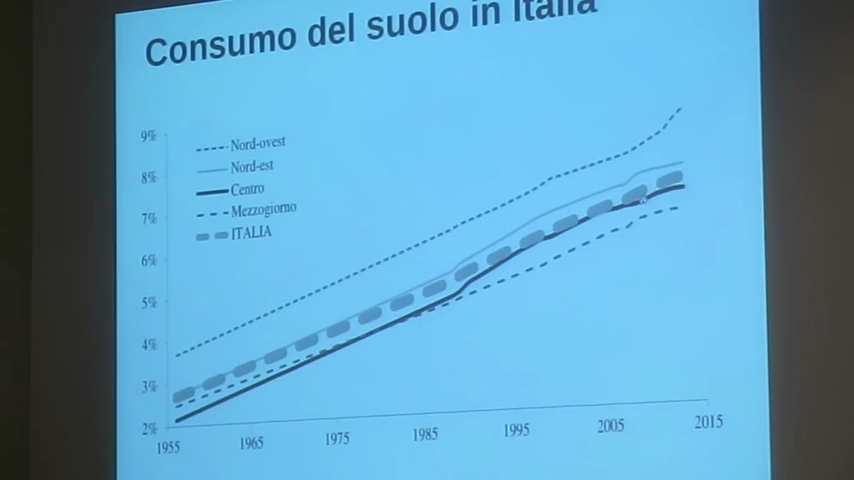 Consumo del suolo in Italia
9%
8%
7%
6%
5%
4%
3%
2%
Nord-ovest
Nord-est
Centro
Mezzogiorno
ITALIA
1955 1965 1975 1985 1995 2005 2015